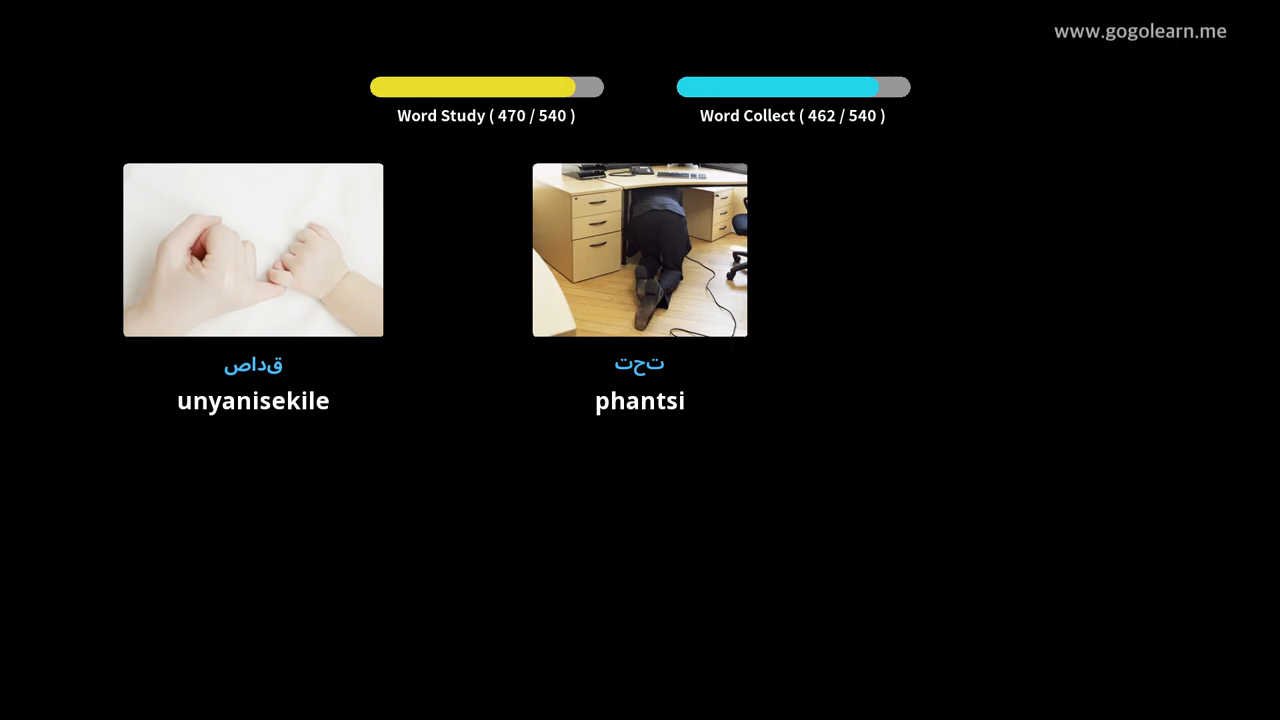 www.gogolearn.me
Word Study ( 470 / 540 )
Word Collect ( 462 / 540 )
قداص
unyanisekile
تحت
phantsi